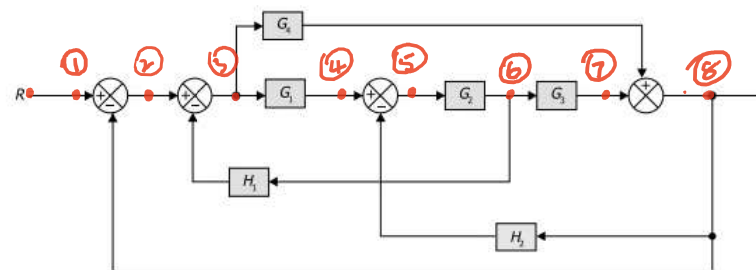 G₄
① ② ③ ④ ⑤ ⑥ ⑦ ⑧
R + − + − G₁ + − G₂ G₃ +
H₁
H₂